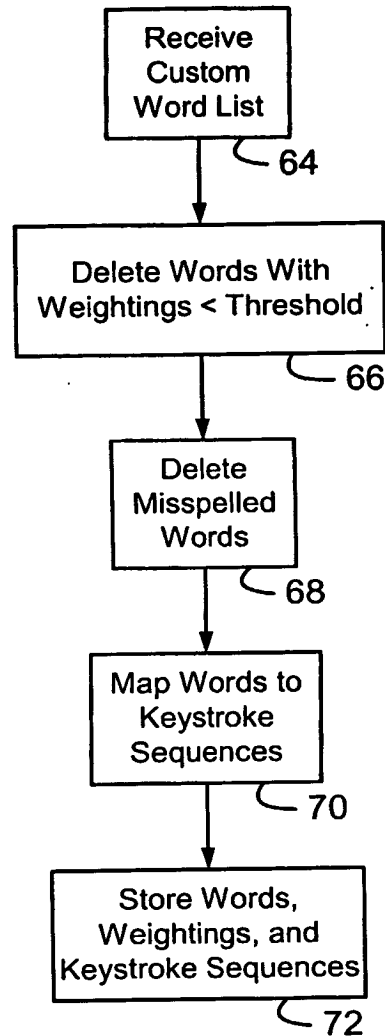 Receive
Custom
Word List
64
Delete Words With
Weightings < Threshold
66
Delete
Misspelled
Words
68
Map Words to
Keystroke
Sequences
70
Store Words,
Weightings, and
Keystroke Sequences
72